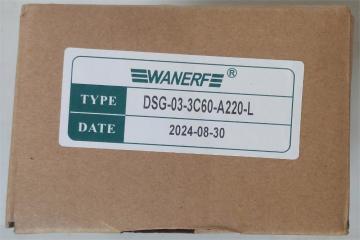 WANERF®
TYPE DSG-03-3C60-A220-L
DATE 2024-08-30